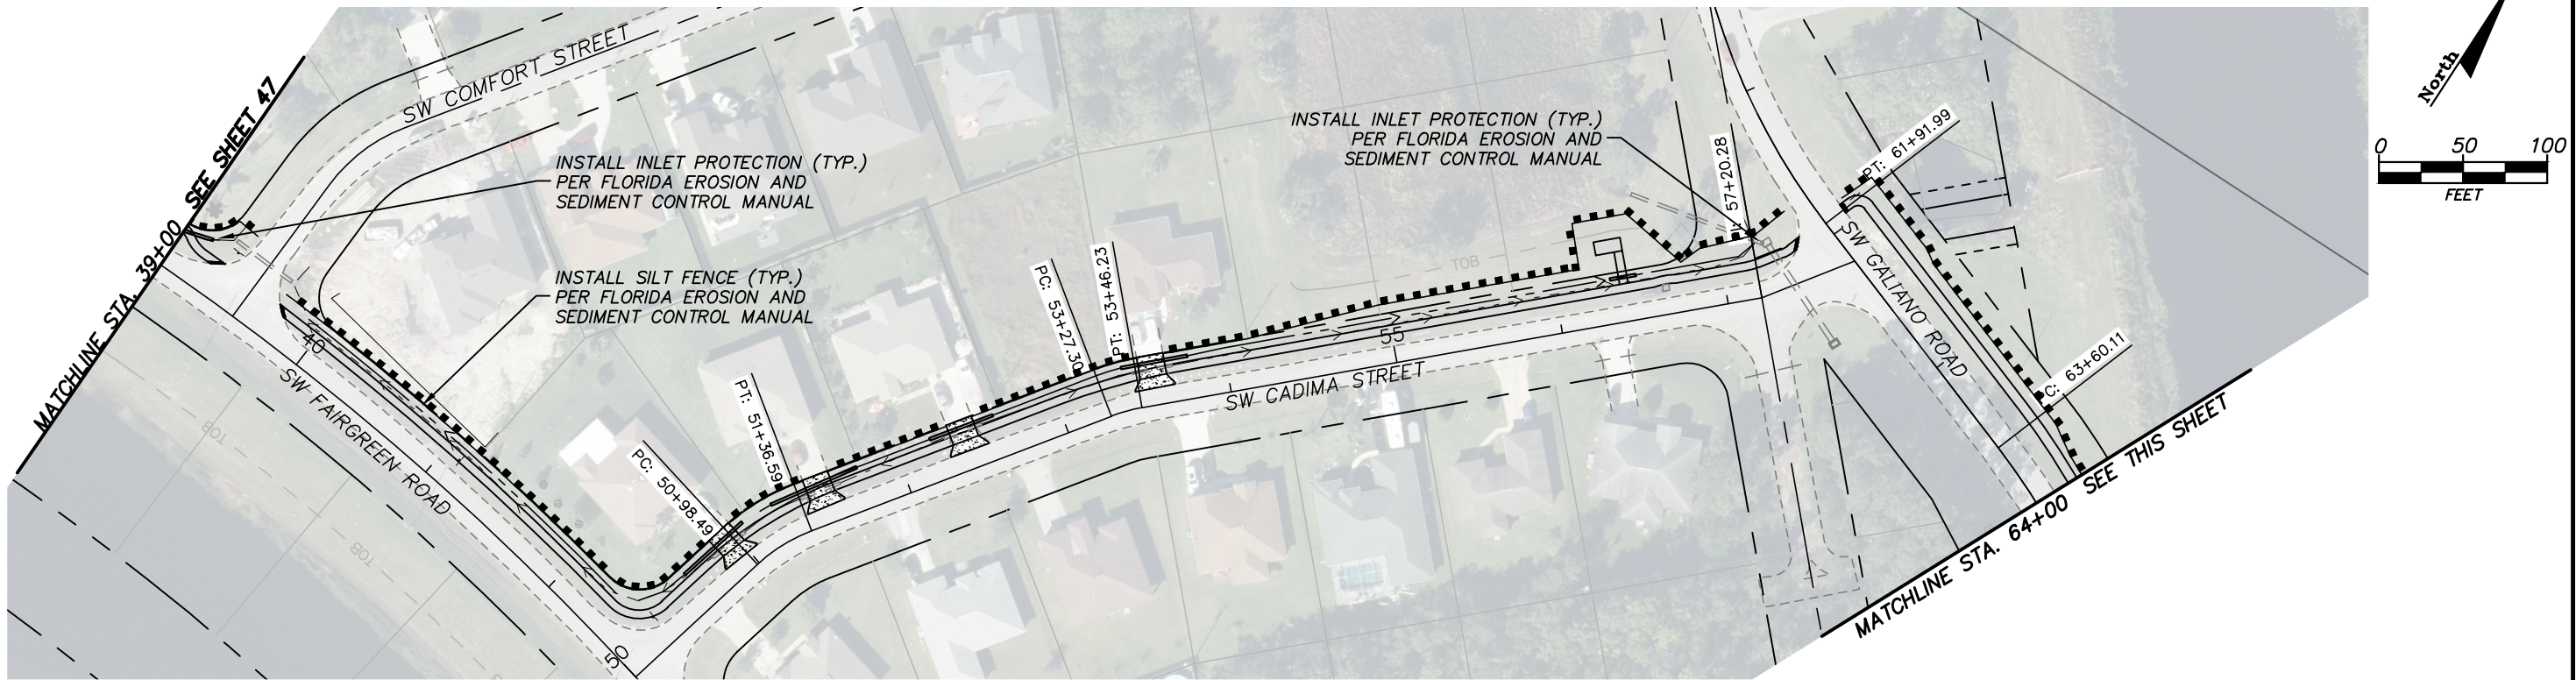 SW COMFORT STREET
MATCHLINE STA. 39+00 SEE SHEET 47
INSTALL INLET PROTECTION (TYP.)
PER FLORIDA EROSION AND
SEDIMENT CONTROL MANUAL
INSTALL SILT FENCE (TYP.)
PER FLORIDA EROSION AND
SEDIMENT CONTROL MANUAL
INSTALL INLET PROTECTION (TYP.)
PER FLORIDA EROSION AND
SEDIMENT CONTROL MANUAL
40
SW FAIRGREEN ROAD
TOB
TOB
50
PC: 50+98.49
PT: 51+36.59
PC: 53+27.30
PT: 53+46.23
55
SW CADIMA STREET
TOB
57+20.28
PT: 61+91.99
SW GALIANO ROAD
C: 63+60.11
MATCHLINE STA. 64+00 SEE THIS SHEET
North
0 50 100
FEET